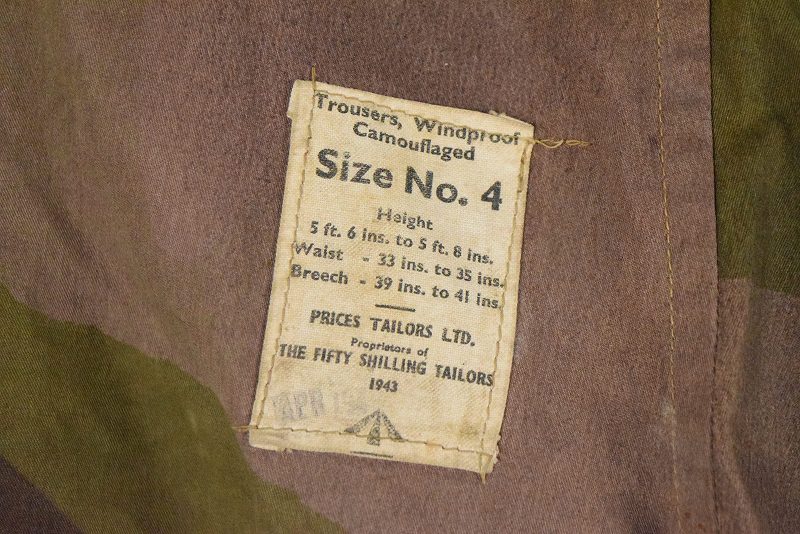 Trousers, Windproof
Camouflaged
Size No. 4
Height
5 ft. 6 ins. to 5 ft. 8 ins.
Waist - 33 ins. to 35 ins.
Breech - 39 ins. to 41 ins.
PRICES TAILORS LTD.
Proprietors of
THE FIFTY SHILLING TAILORS
1943
APR